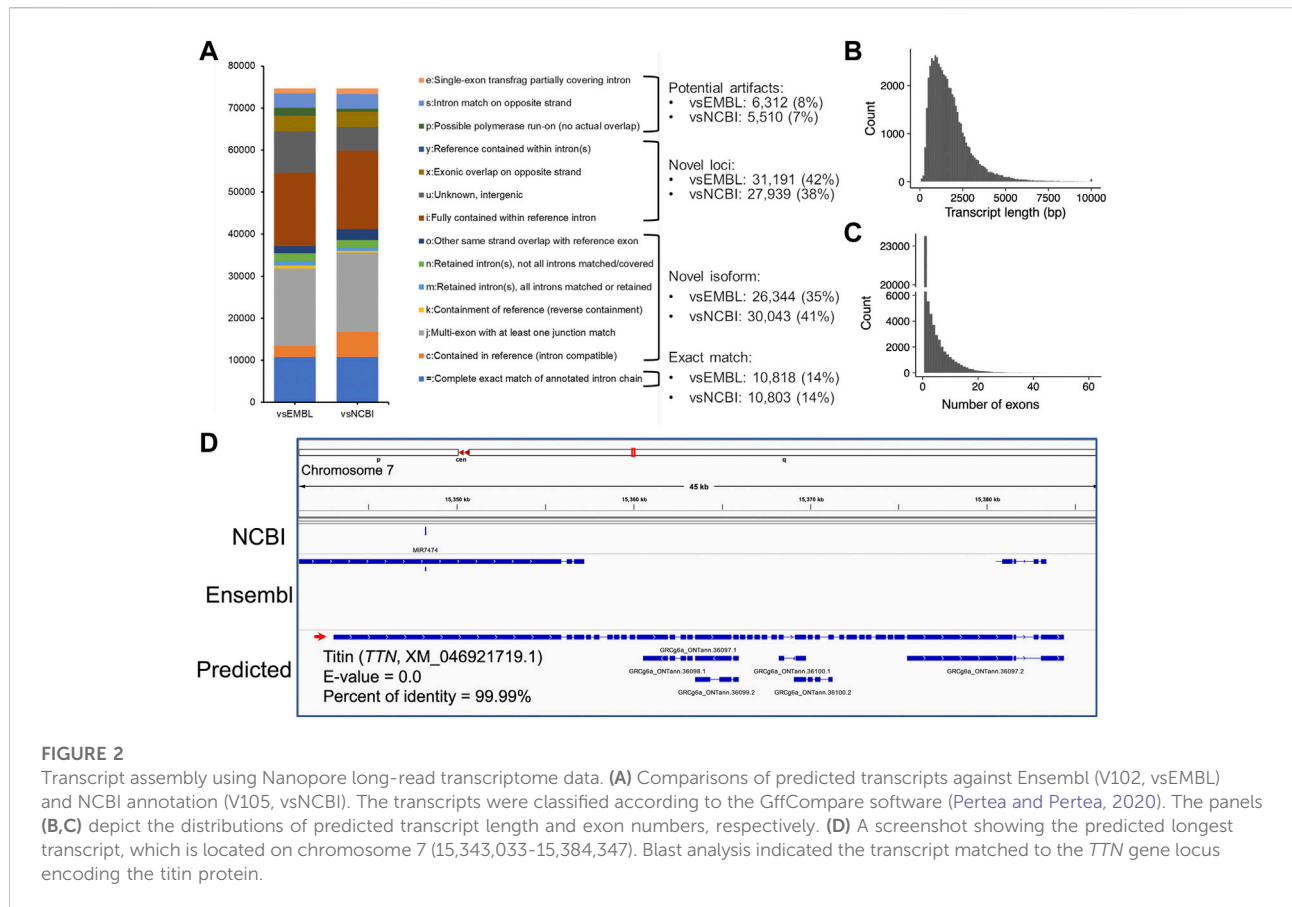 A
80000
70000
60000
50000
40000
30000
20000
10000
0
vsEMBL
vsNCBI
e:Single-exon transfrag partially covering intron
s:Intron match on opposite strand
p:Possible polymerase run-on (no actual overlap)
y:Reference contained within intron(s)
x:Exonic overlap on opposite strand
u:Unknown, intergenic
i:Fully contained within reference intron
o:Other same strand overlap with reference exon
n:Retained intron(s), not all introns matched/covered
m:Retained intron(s), all introns matched or retained
k:Containment of reference (reverse containment)
j:Multi-exon with at least one junction match
c:Contained in reference (intron compatible)
=:Complete exact match of annotated intron chain
Potential artifacts:
• vsEMBL: 6,312 (8%)
• vsNCBI: 5,510 (7%)
Novel loci:
• vsEMBL: 31,191 (42%)
• vsNCBI: 27,939 (38%)
Novel isoform:
• vsEMBL: 26,344 (35%)
• vsNCBI: 30,043 (41%)
Exact match:
• vsEMBL: 10,818 (14%)
• vsNCBI: 10,803 (14%)
B
Count
2000
1000
0
0 2500 5000 7500 10000
Transcript length (bp)
C
Count
23000
20000
6000
4000
2000
0
0 20 40 60
Number of exons
D
p cen q
Chromosome 7
45 kb
15,350 kb 15,360 kb 15,370 kb 15,380 kb
NCBI
MIR7474
Ensembl
Predicted
GRCg6a_ONTann.36097.1
GRCg6a_ONTann.36098.1 GRCg6a_ONTann.36100.1 GRCg6a_ONTann.36097.2
GRCg6a_ONTann.36099.2 GRCg6a_ONTann.36100.2
Titin (TTN, XM_046921719.1)
E-value = 0.0
Percent of identity = 99.99%
FIGURE 2
Transcript assembly using Nanopore long-read transcriptome data. (A) Comparisons of predicted transcripts against Ensembl (V102, vsEMBL)
and NCBI annotation (V105, vsNCBI). The transcripts were classified according to the GffCompare software (Pertea and Pertea, 2020). The panels
(B,C) depict the distributions of predicted transcript length and exon numbers, respectively. (D) A screenshot showing the predicted longest
transcript, which is located on chromosome 7 (15,343,033-15,384,347). Blast analysis indicated the transcript matched to the TTN gene locus
encoding the titin protein.